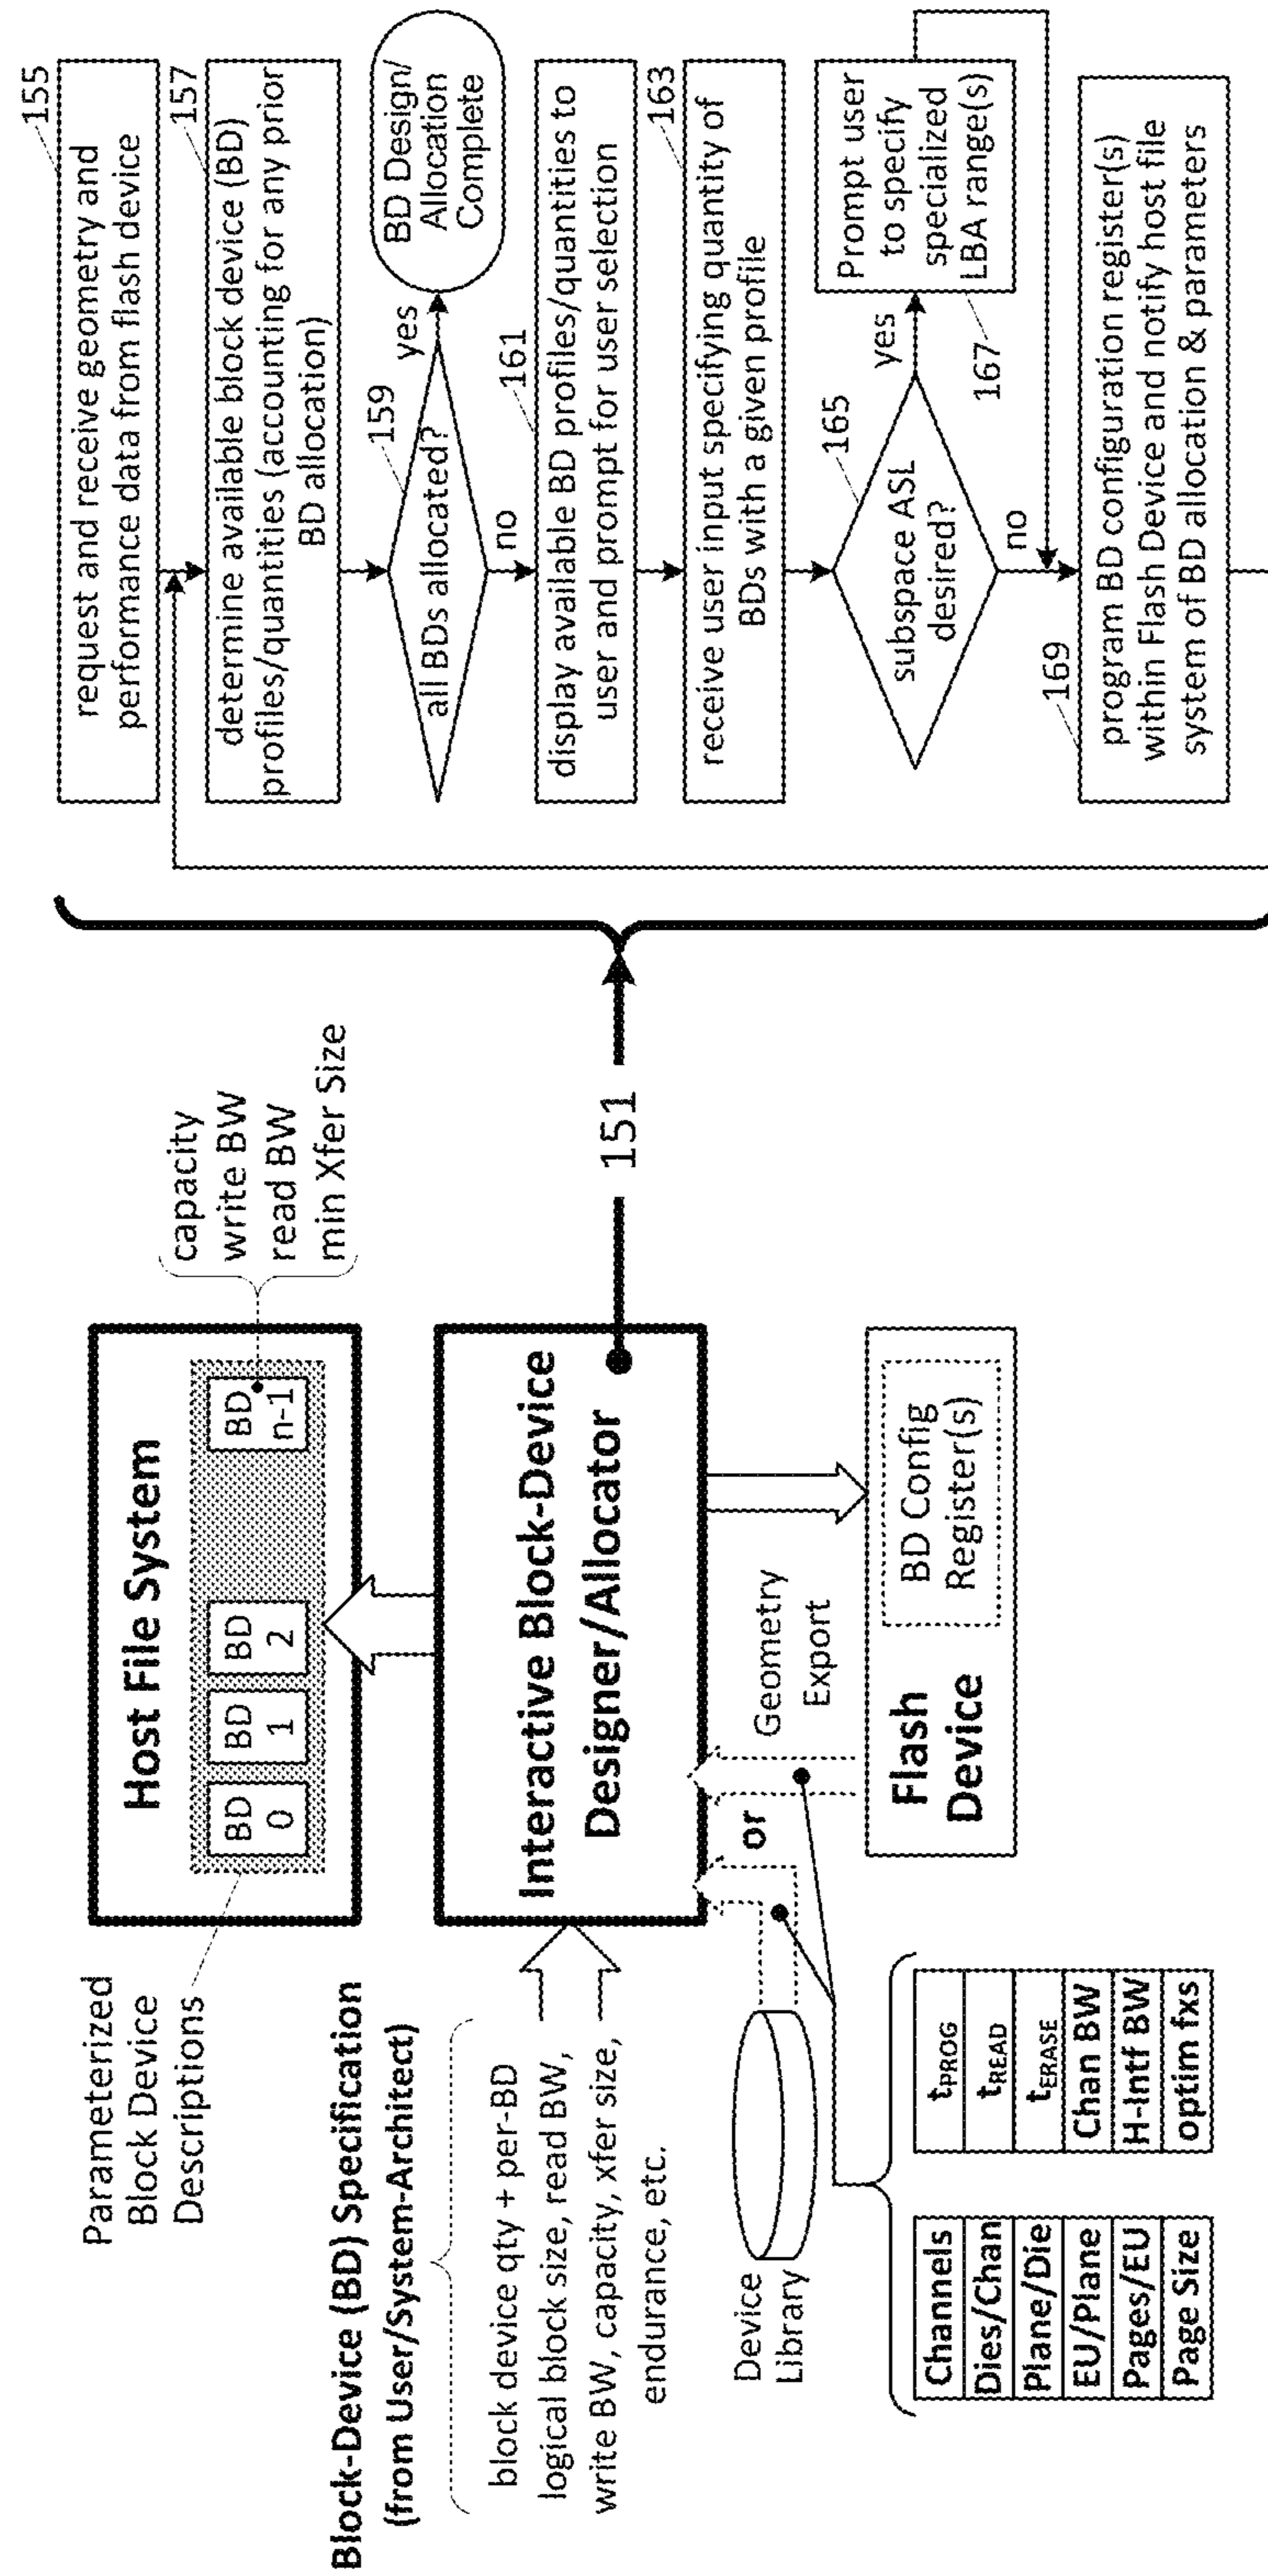 Parameterized
Block Device
Descriptions
Host File System
BD
0
BD
1
BD
2
BD
n-1
capacity
write BW
read BW
min Xfer Size
Block-Device (BD) Specification
(from User/System-Architect)
block device qty + per-BD
logical block size, read BW,
write BW, capacity, xfer size,
endurance, etc.
Interactive Block-Device
Designer/Allocator
151
Device
Library
or
Geometry
Export
Flash
Device
BD Config
Register(s)
Channels
Dies/Chan
Plane/Die
EU/Plane
Pages/EU
Page Size
tPROG
tREAD
tERASE
Chan BW
H-Intf BW
optim fxs
155
request and receive geometry and
performance data from flash device
157
determine available block device (BD)
profiles/quantities (accounting for any prior
BD allocation)
159
all BDs allocated?
yes
BD Design/
Allocation
Complete
no
161
display available BD profiles/quantities to
user and prompt for user selection
163
receive user input specifying quantity of
BDs with a given profile
165
subspace ASL
desired?
yes
Prompt user
to specify
specialized
LBA range(s)
167
no
169
program BD configuration register(s)
within Flash Device and notify host file
system of BD allocation & parameters